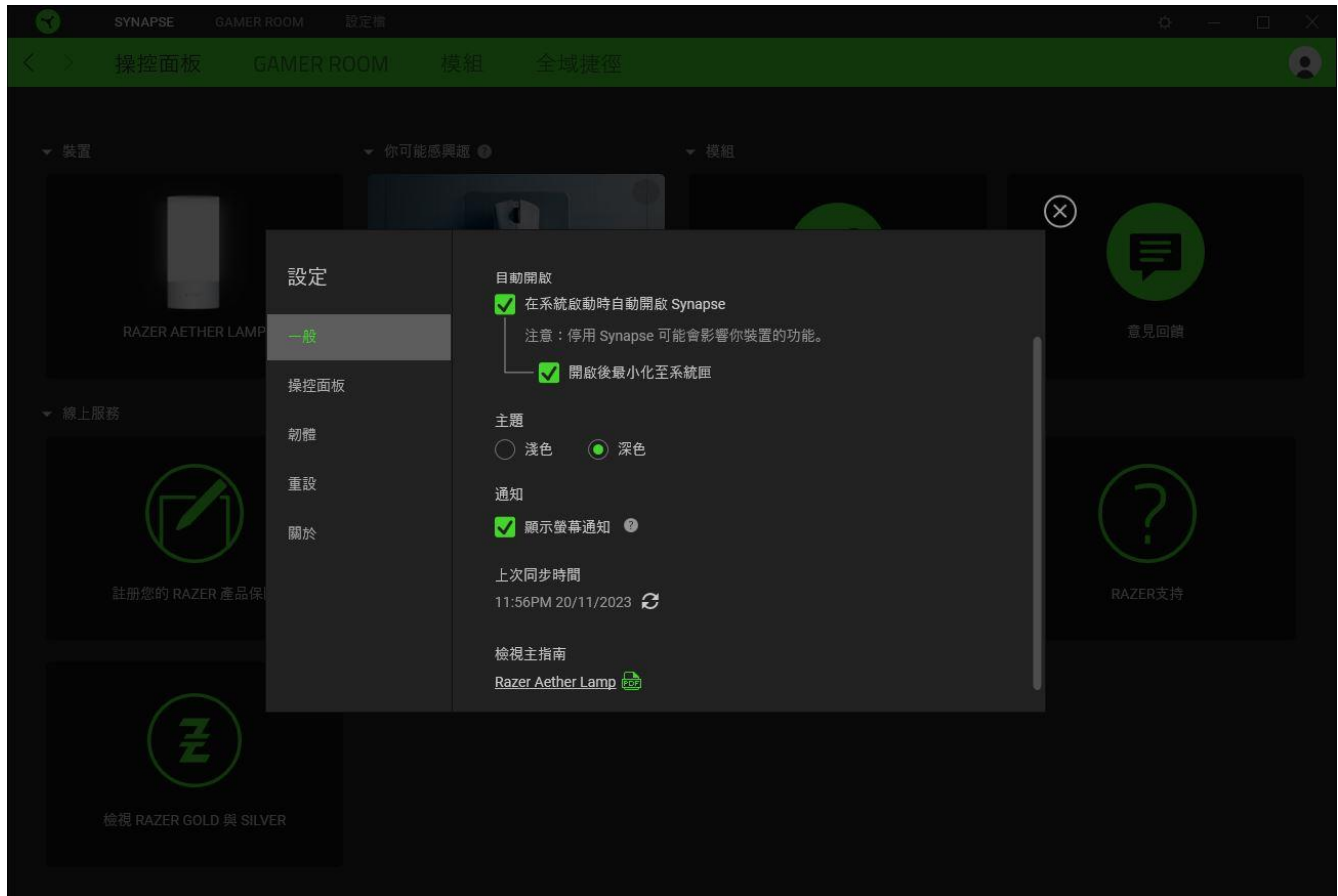 SYNAPSE GAMER ROOM 設定檔
操控面板 GAMER ROOM 模組 全域捷徑
裝置
你可能感興趣
模組
RAZER AETHER LAMP
意見回饋
線上服務
註册您的 RAZER 產品保
RAZER支持
檢視 RAZER GOLD 與 SILVER
設定
一般
操控面板
韌體
重設
關於
目動開啟
在系統啟動時自動開啟 Synapse
注意：停用 Synapse 可能會影響你裝置的功能。
開啟後最小化至系統匣
主題
淺色 深色
通知
顯示螢幕通知
上次同步時間
11:56PM 20/11/2023
檢視主指南
Razer Aether Lamp PDF